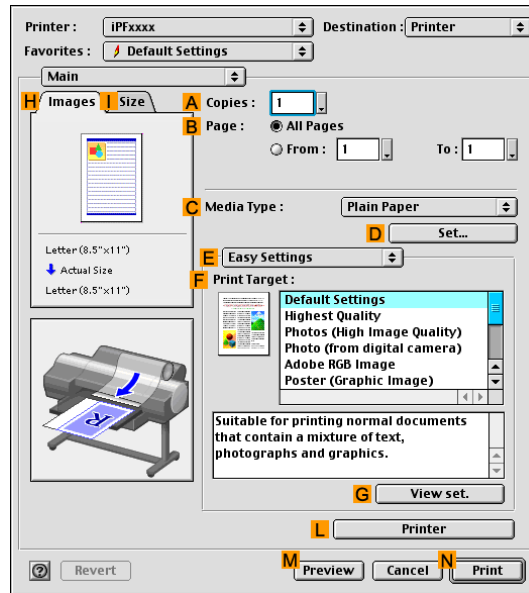 Printer : iPFxxxx Destination : Printer
Favorites : Default Settings
Main
H Images I Size
A Copies : 1
B Page : All Pages
From : 1 To : 1
C Media Type : Plain Paper
D Set...
Letter (8.5"x11")
Actual Size
Letter (8.5"x11")
E Easy Settings
F Print Target :
Default Settings
Highest Quality
Photos (High Image Quality)
Photo (from digital camera)
Adobe RGB Image
Poster (Graphic Image)
R
Suitable for printing normal documents
that contain a mixture of text,
photographs and graphics.
G View set.
L Printer
? Revert M Preview Cancel N Print